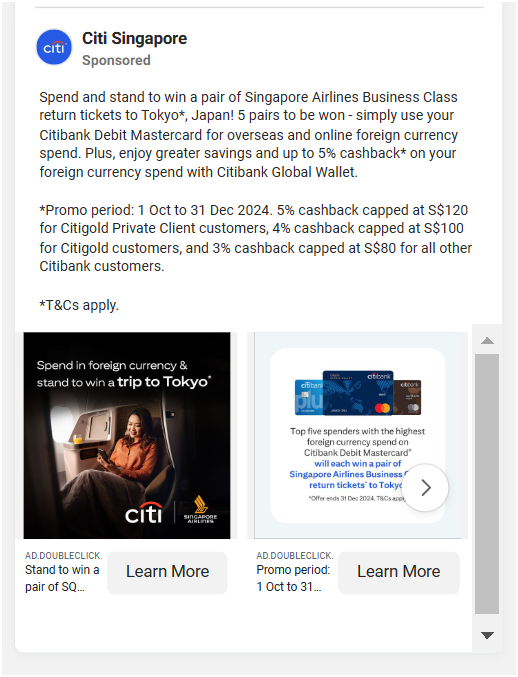 citi
Citi Singapore
Sponsored
Spend and stand to win a pair of Singapore Airlines Business Class
return tickets to Tokyo*, Japan! 5 pairs to be won - simply use your
Citibank Debit Mastercard for overseas and online foreign currency
spend. Plus, enjoy greater savings and up to 5% cashback* on your
foreign currency spend with Citibank Global Wallet.
*Promo period: 1 Oct to 31 Dec 2024. 5% cashback capped at S$120
for Citigold Private Client customers, 4% cashback capped at S$100
for Citigold customers, and 3% cashback capped at S$80 for all other
Citibank customers.
*T&Cs apply.
Spend in foreign currency &
stand to win a trip to Tokyo*
citi
SINGAPORE
AIRLINES
citibank
plu
citibank
citibank
Top five spenders with the highest
foreign currency spend on
Citibank Debit Mastercard®
will each win a pair of
Singapore Airlines Business
return tickets* to Tokyo
*Offer ends 31 Dec 2024. T&Cs
AD.DOUBLECLICK.
Stand to win a
pair of SQ...
Learn More
AD.DOUBLECLICK.
Promo period:
1 Oct to 31...
Learn More